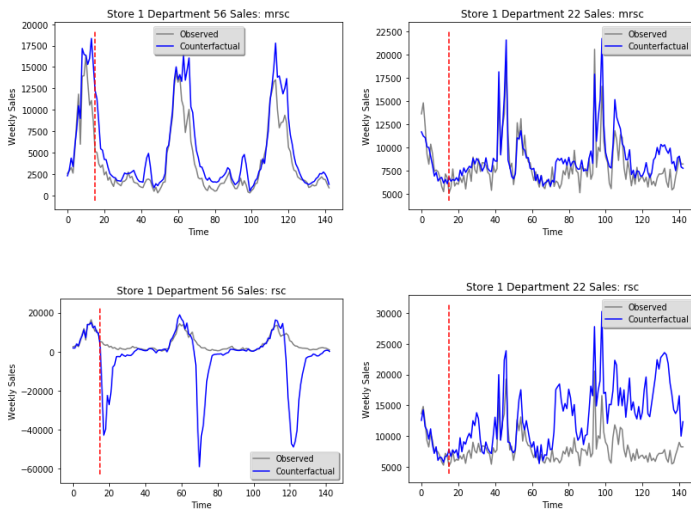 Store 1 Department 56 Sales: mrsc
20000
17500
15000
12500
10000
7500
5000
2500
0
Weekly Sales
Observed
Counterfactual
0 20 40 60 80 100 120 140
Time
Store 1 Department 22 Sales: mrsc
22500
20000
17500
15000
12500
10000
7500
5000
Weekly Sales
Observed
Counterfactual
0 20 40 60 80 100 120 140
Time
Store 1 Department 56 Sales: rsc
20000
0
−20000
−40000
−60000
Weekly Sales
Observed
Counterfactual
0 20 40 60 80 100 120 140
Time
Store 1 Department 22 Sales: rsc
30000
25000
20000
15000
10000
5000
Weekly Sales
Observed
Counterfactual
0 20 40 60 80 100 120 140
Time